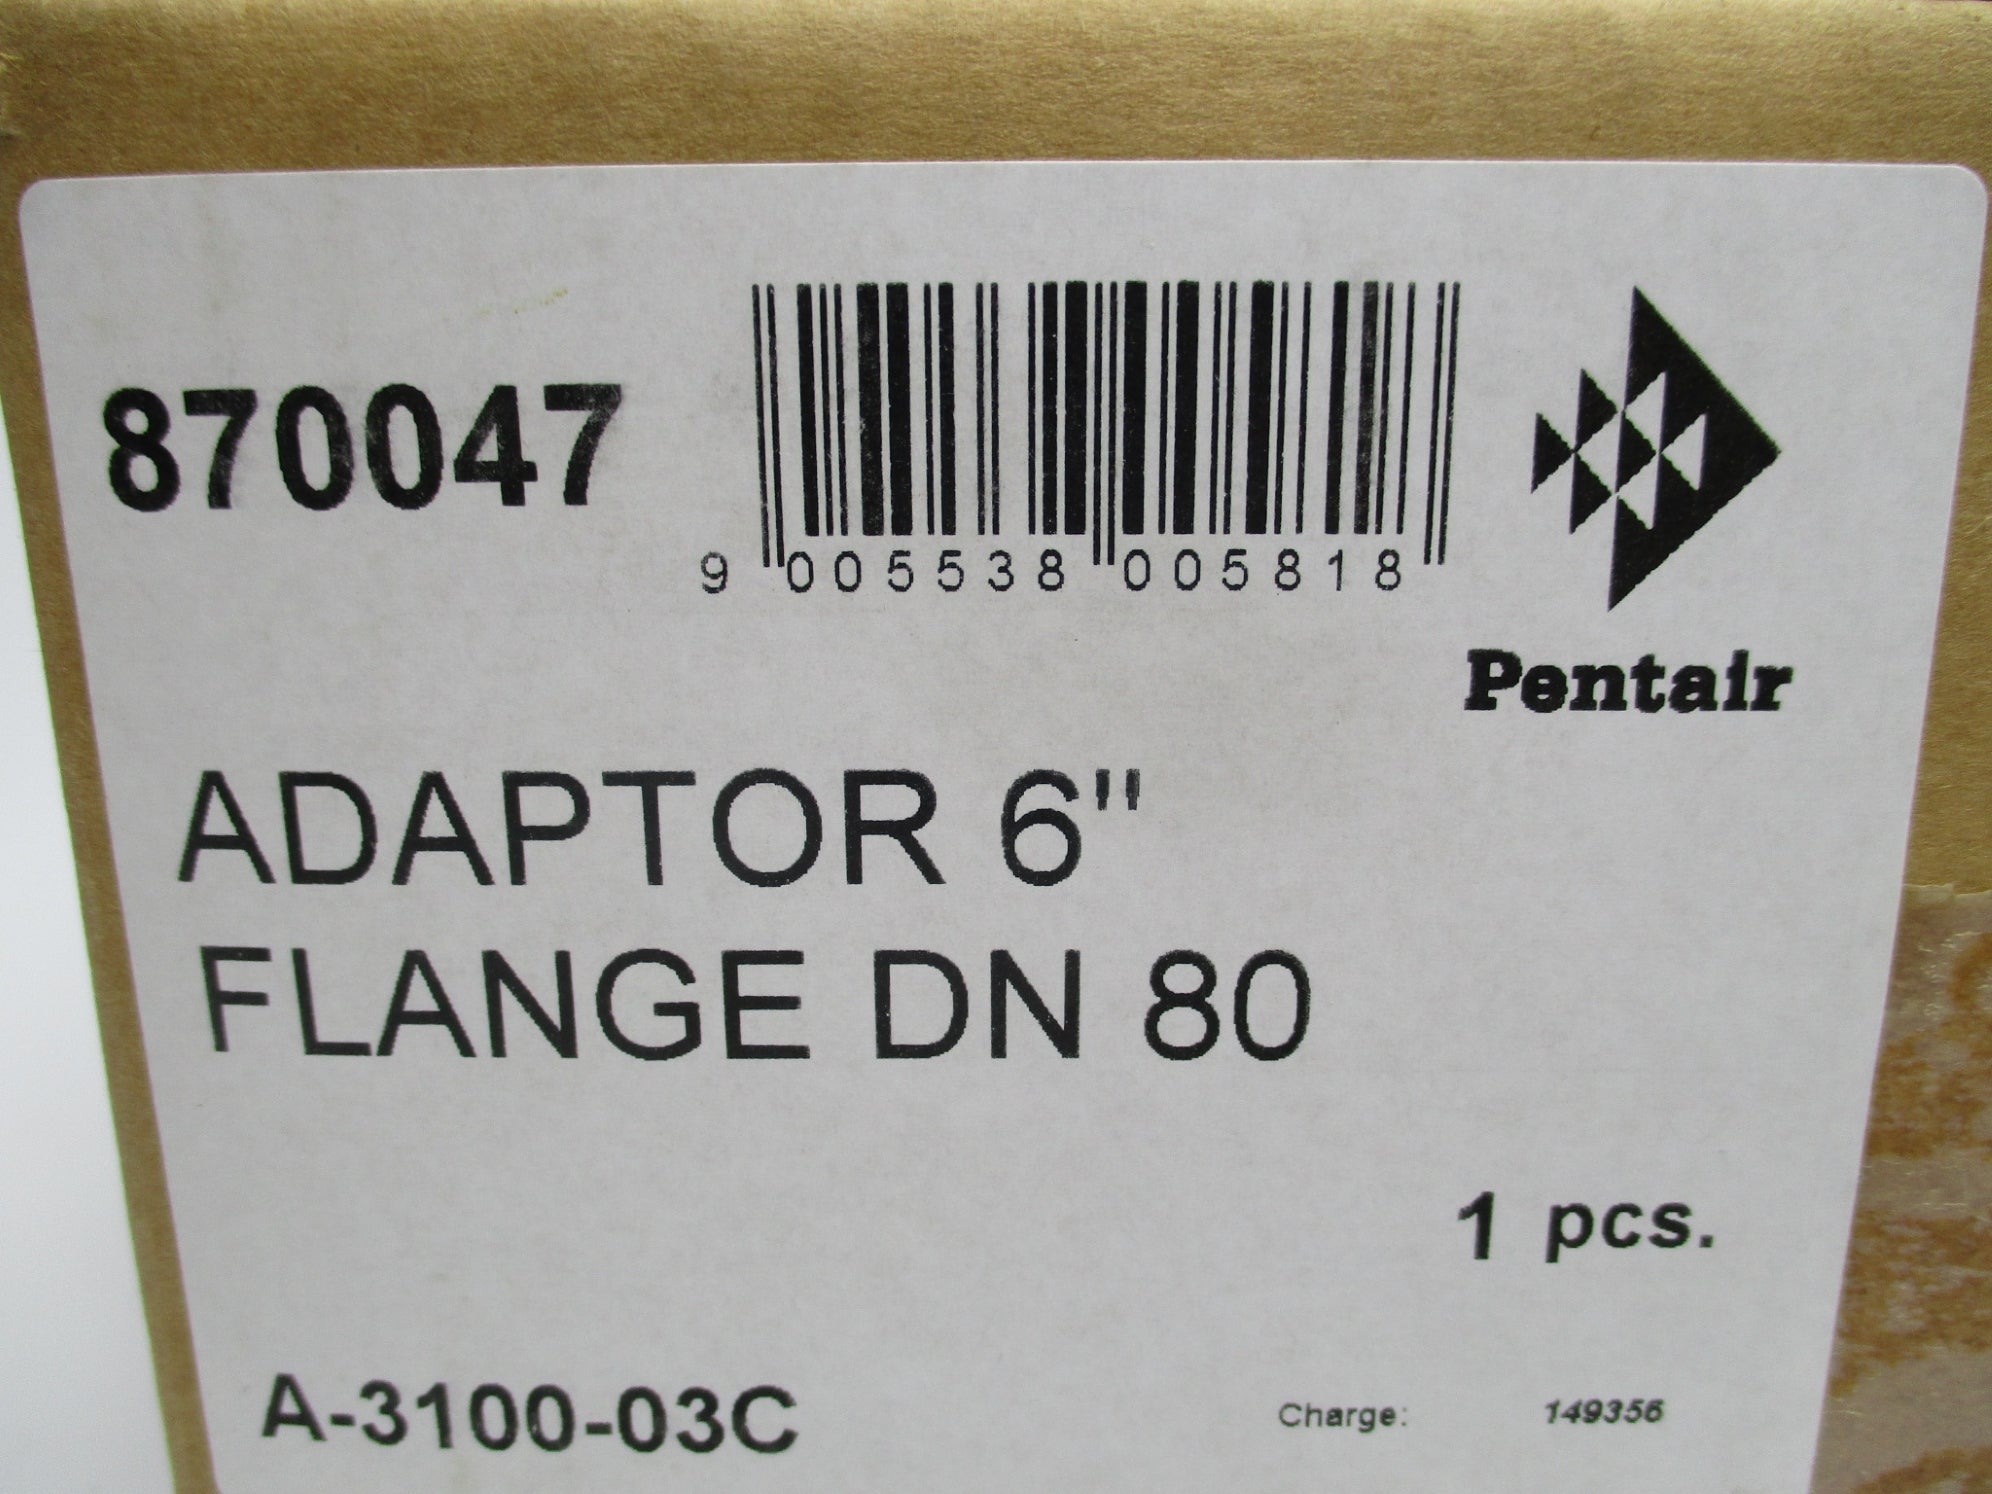 870047
9 005538 005818
Pentair
ADAPTOR 6"
FLANGE DN 80
1 pcs.
A-3100-03C
Charge: 149356